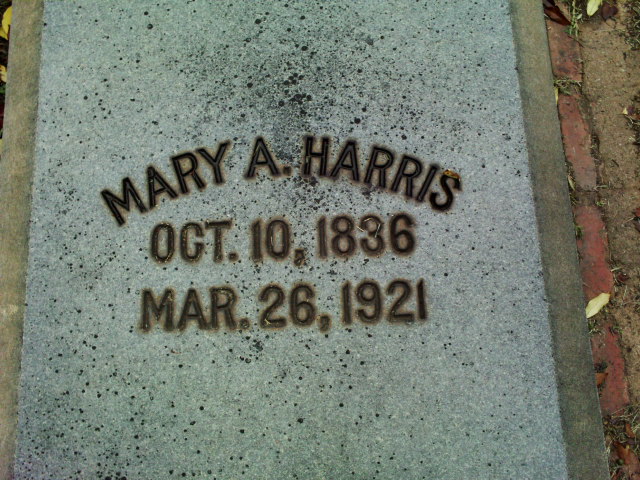 MARY A. HARRIS
OCT. 10, 1836
MAR. 26, 1921